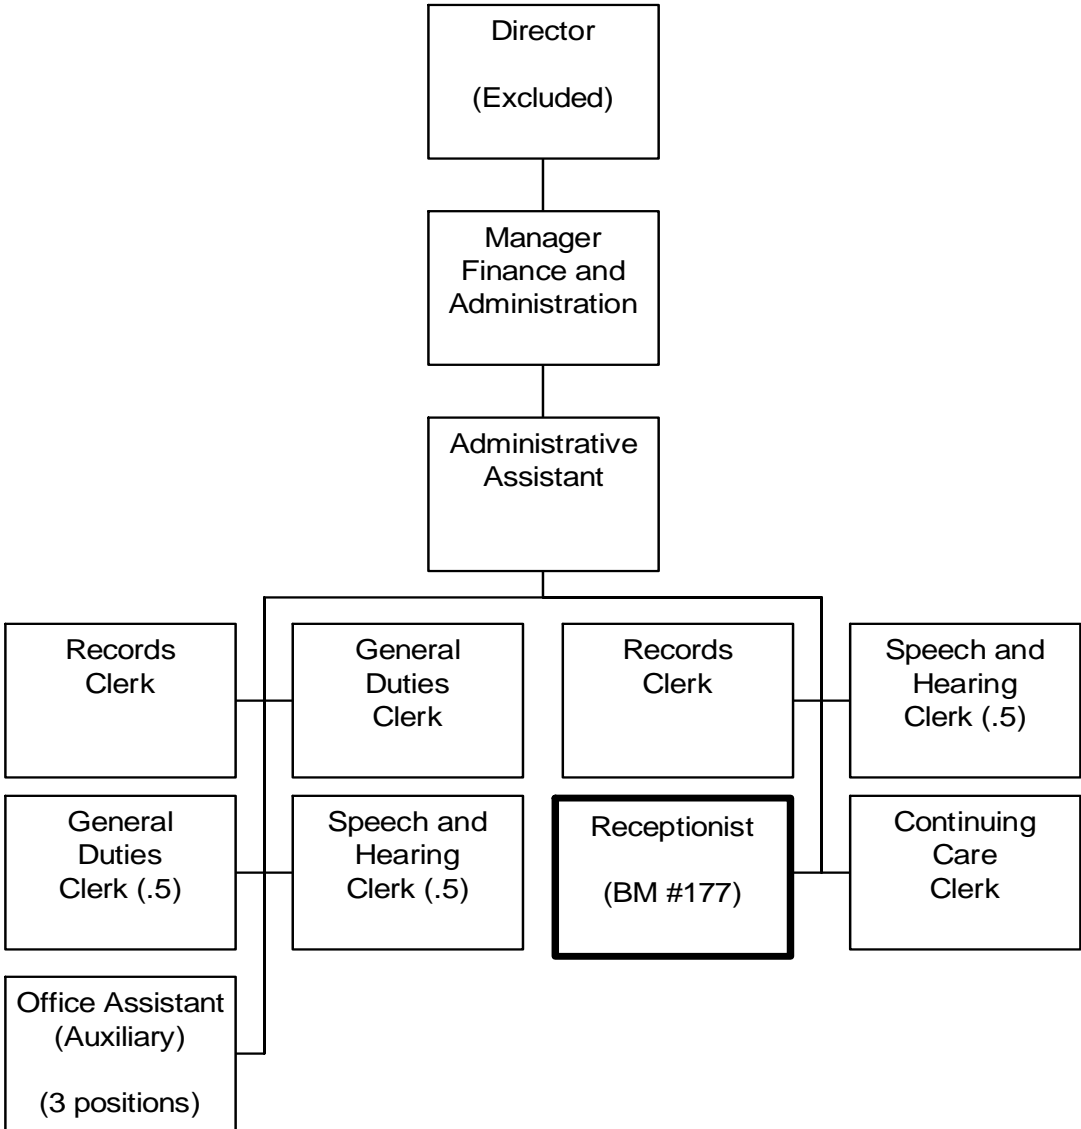 Director
(Excluded)
Manager
Finance and
Administration
Administrative
Assistant
Records
Clerk
General
Duties
Clerk
Records
Clerk
Speech and
Hearing
Clerk (.5)
General
Duties
Clerk (.5)
Speech and
Hearing
Clerk (.5)
Receptionist
(BM #177)
Continuing
Care
Clerk
Office Assistant
(Auxiliary)
(3 positions)